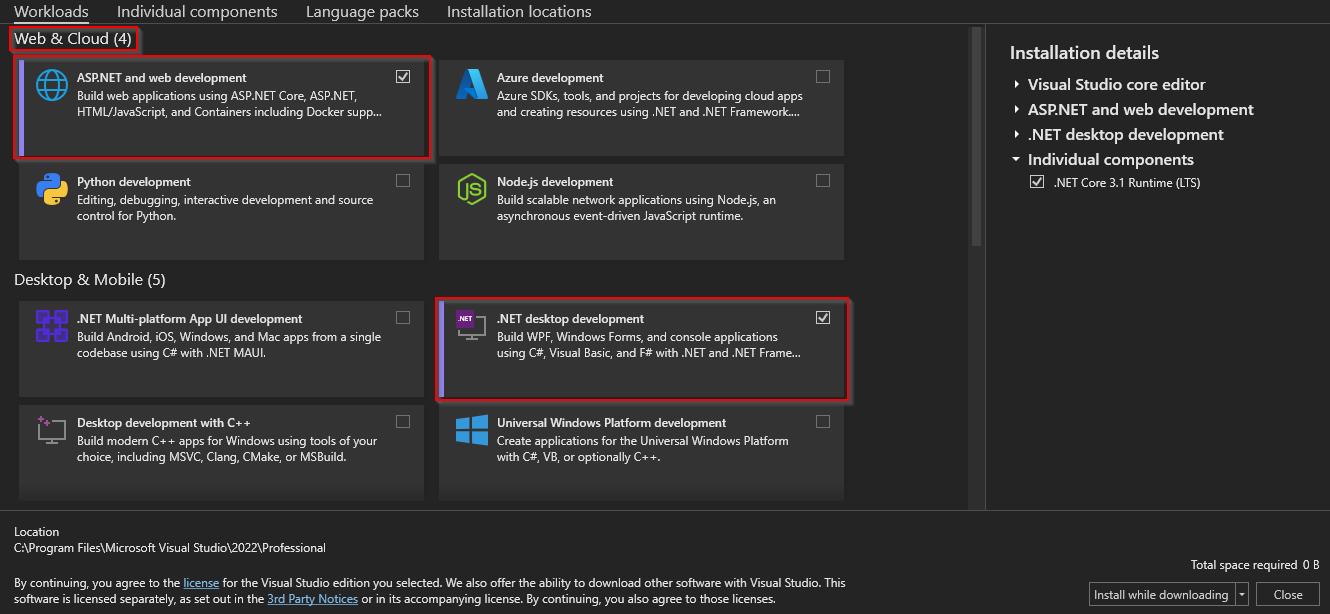 Workloads
Individual components
Language packs
Installation locations
Web & Cloud (4)
ASP.NET and web development
Build web applications using ASP.NET Core, ASP.NET,
HTML/JavaScript, and Containers including Docker supp...
Azure development
Azure SDKs, tools, and projects for developing cloud apps
and creating resources using .NET and .NET Framework....
Python development
Editing, debugging, interactive development and source
control for Python.
JS
Node.js development
Build scalable network applications using Node.js, an
asynchronous event-driven JavaScript runtime.
Desktop & Mobile (5)
.NET Multi-platform App UI development
Build Android, iOS, Windows, and Mac apps from a single
codebase using C# with .NET MAUI.
.NET
.NET desktop development
Build WPF, Windows Forms, and console applications
using C#, Visual Basic, and F# with .NET and .NET Frame...
Desktop development with C++
Build modern C++ apps for Windows using tools of your
choice, including MSVC, Clang, CMake, or MSBuild.
Universal Windows Platform development
Create applications for the Universal Windows Platform
with C#, VB, or optionally C++.
Installation details
Visual Studio core editor
ASP.NET and web development
.NET desktop development
Individual components
.NET Core 3.1 Runtime (LTS)
Location
C:\Program Files\Microsoft Visual Studio\2022\Professional
By continuing, you agree to the license for the Visual Studio edition you selected. We also offer the ability to download other software with Visual Studio. This
software is licensed separately, as set out in the 3rd Party Notices or in its accompanying license. By continuing, you also agree to those licenses.
Total space required 0 B
Install while downloading
Close